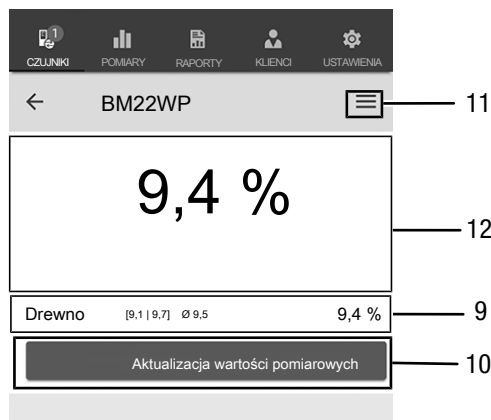 1
CZUJNIKI POMIARY RAPORTY KLIENCI USTAWIENIA
BM22WP
11
9,4 %
12
Drewno [9,1 | 9,7] Ø 9,5 9,4 %
9
Aktualizacja wartości pomiarowych
10